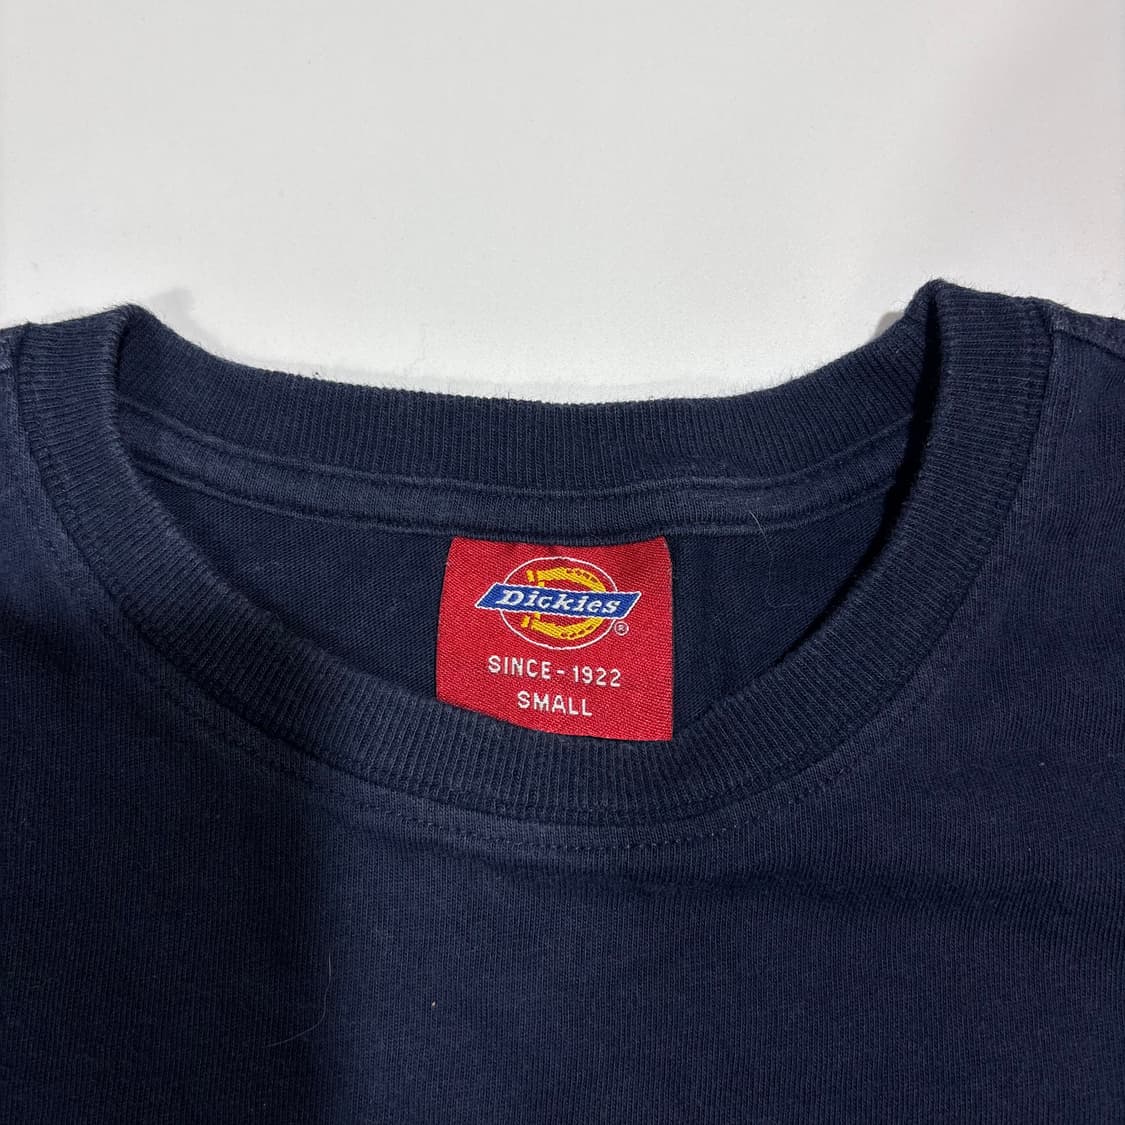 Dickies
®
SINCE - 1922
SMALL